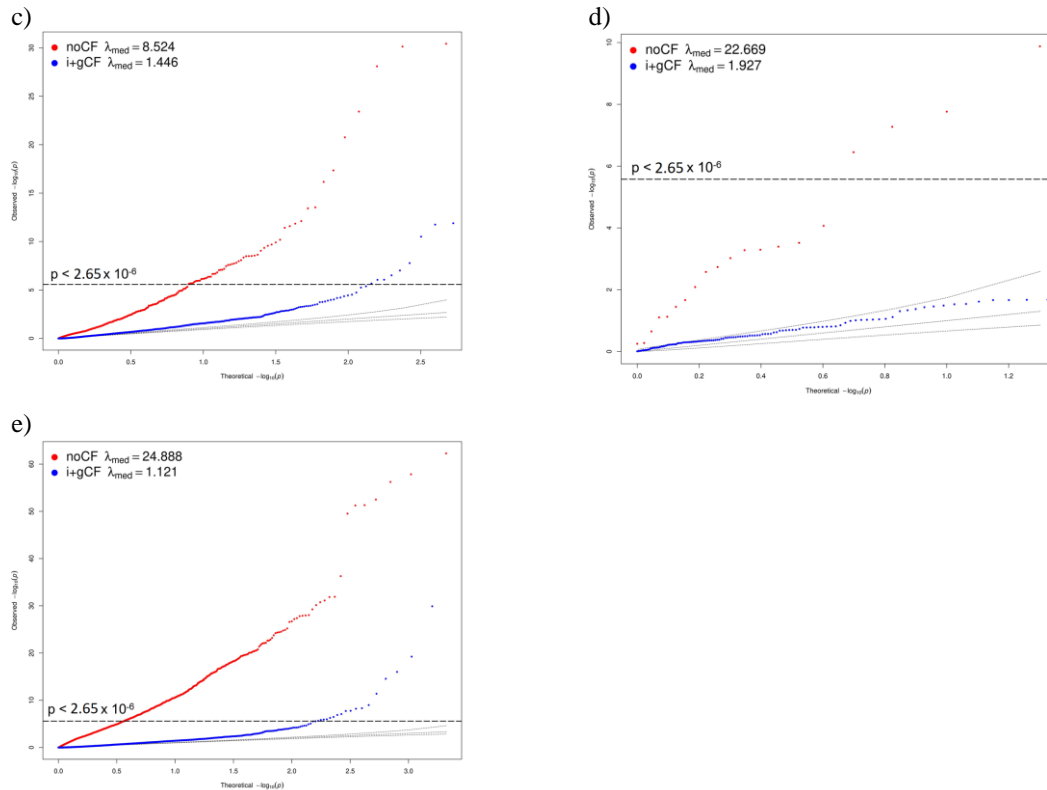 c)
noCF λmed = 8.524
i+gCF λmed = 1.446
p < 2.65 x 10-6
Observed −log10(p)
30
25
20
15
10
5
0
0.0 0.5 1.0 1.5 2.0 2.5
Theoretical −log10(p)
d)
noCF λmed = 22.669
i+gCF λmed = 1.927
p < 2.65 x 10-6
Observed −log10(p)
10
8
6
4
2
0
0.0 0.2 0.4 0.6 0.8 1.0 1.2
Theoretical −log10(p)
e)
noCF λmed = 24.888
i+gCF λmed = 1.121
p < 2.65 x 10-6
Observed −log10(p)
60
50
40
30
20
10
0
0.0 0.5 1.0 1.5 2.0 2.5 3.0
Theoretical −log10(p)